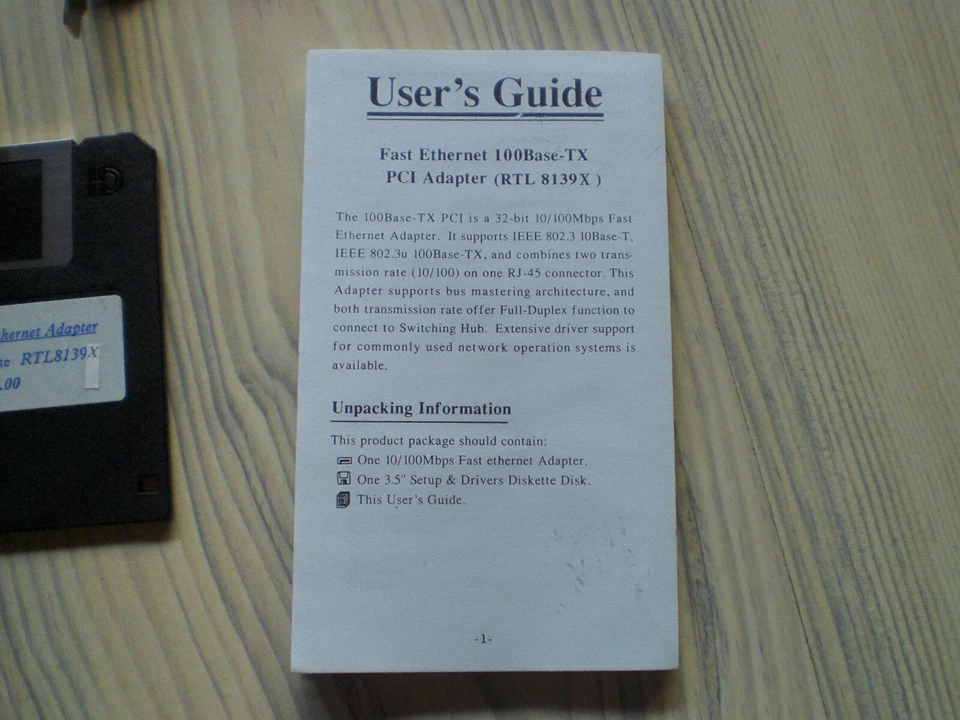 User's Guide
Fast Ethernet 100Base-TX
PCI Adapter (RTL 8139X )
The 100Base-TX PCI is a 32-bit 10/100Mbps Fast
Ethernet Adapter. It supports IEEE 802.3 10Base-T,
IEEE 802.3u 100Base-TX, and combines two trans-
mission rate (10/100) on one RJ-45 connector. This
Adapter supports bus mastering architecture, and
both transmission rate offer Full-Duplex function to
connect to Switching Hub. Extensive driver support
for commonly used network operation systems is
available.
Unpacking Information
This product package should contain:
One 10/100Mbps Fast ethernet Adapter.
One 3.5" Setup & Drivers Diskette Disk.
This User's Guide.
-1-
HD
hernet Adapter
RTL8139X
.00